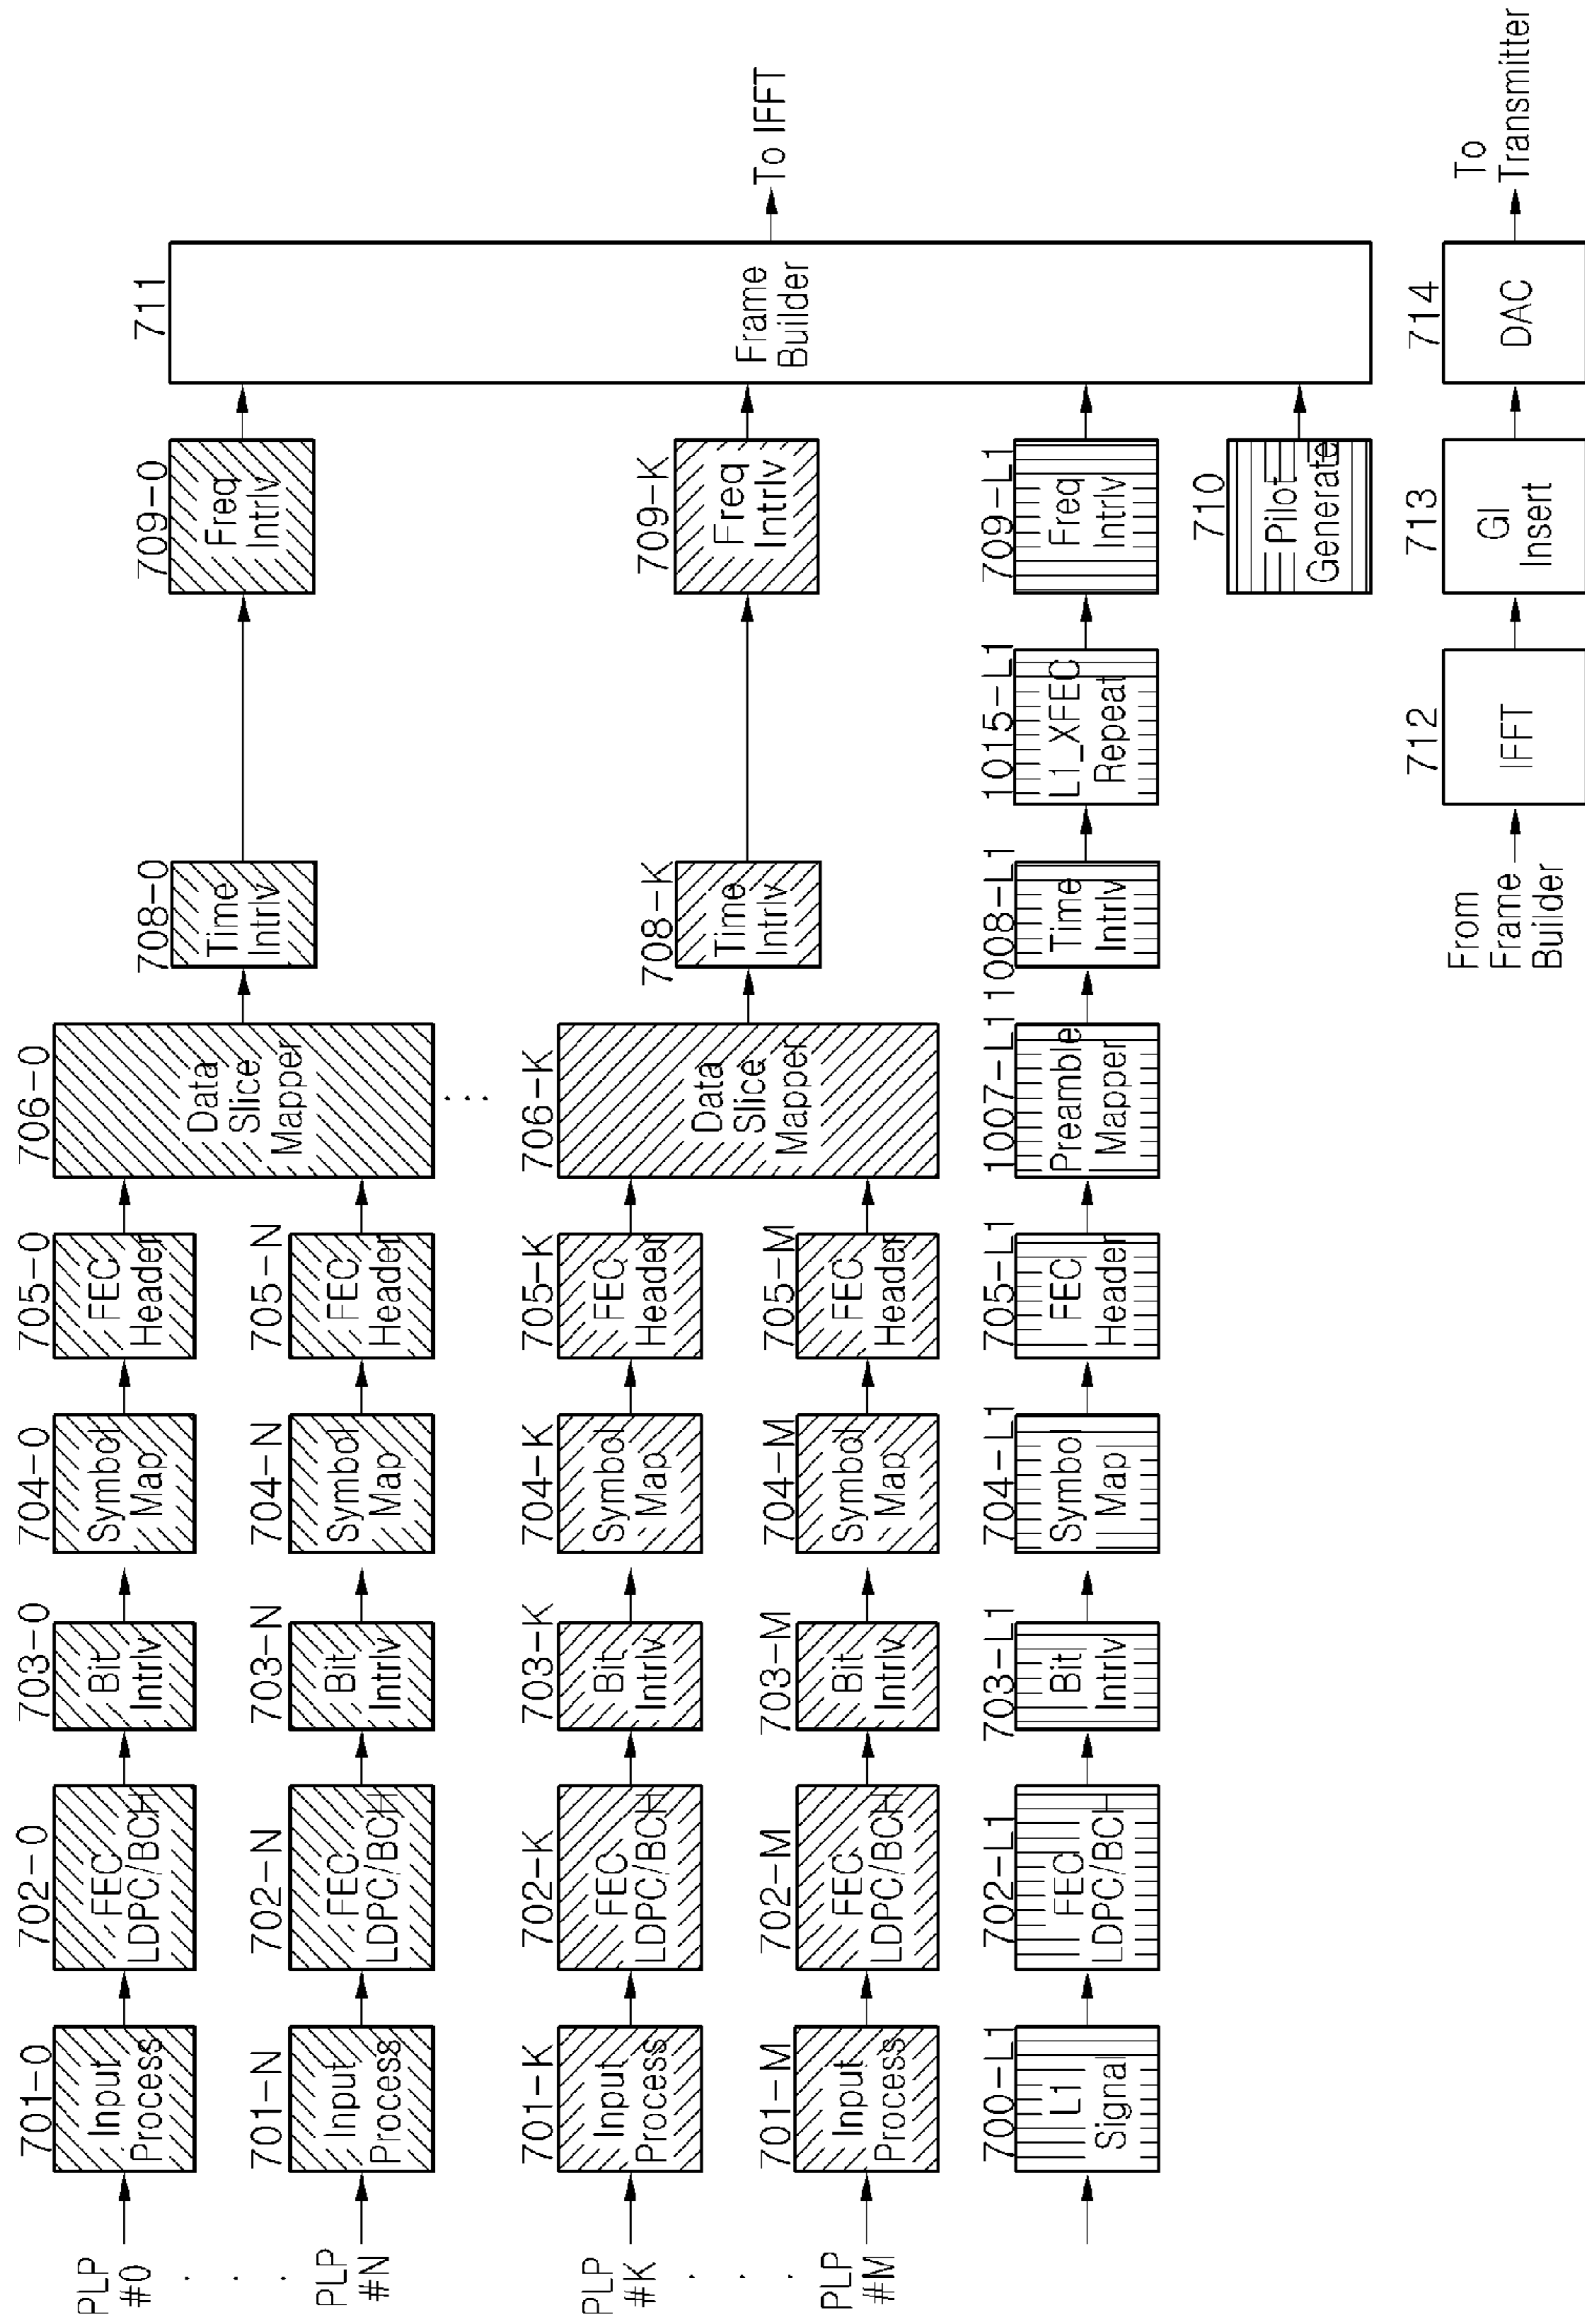 PLP
#0
701-0
Input
Process
702-0
FEC
LDPC/BCH
703-0
Bit
Intrlv
704-0
Symbol
Map
705-0
FEC
Header
706-0
Data
Slice
Mapper
708-0
Time
Intrlv
709-0
Freq
Intrlv
711
Frame
Builder
To IFFT
PLP
#N
701-N
Input
Process
702-N
FEC
LDPC/BCH
703-N
Bit
Intrlv
704-N
Symbol
Map
705-N
FEC
Header
PLP
#K
701-K
Input
Process
702-K
FEC
LDPC/BCH
703-K
Bit
Intrlv
704-K
Symbol
Map
705-K
FEC
Header
706-K
Data
Slice
Mapper
708-K
Time
Intrlv
709-K
Freq
Intrlv
PLP
#M
701-M
Input
Process
702-M
FEC
LDPC/BCH
703-M
Bit
Intrlv
704-M
Symbol
Map
705-M
FEC
Header
700-L1
L1
Signal
702-L1
FEC
LDPC/BCH
703-L1
Bit
Intrlv
704-L1
Symbol
Map
705-L1
FEC
Header
1007-L1
Preamble
Mapper
1008-L1
Time
Intrlv
1015-L1
L1_XFEC
Repeat
709-L1
Freq
Intrlv
710
Pilot
Generate
From
Frame
Builder
712
IFFT
713
GI
Insert
714
DAC
To
Transmitter